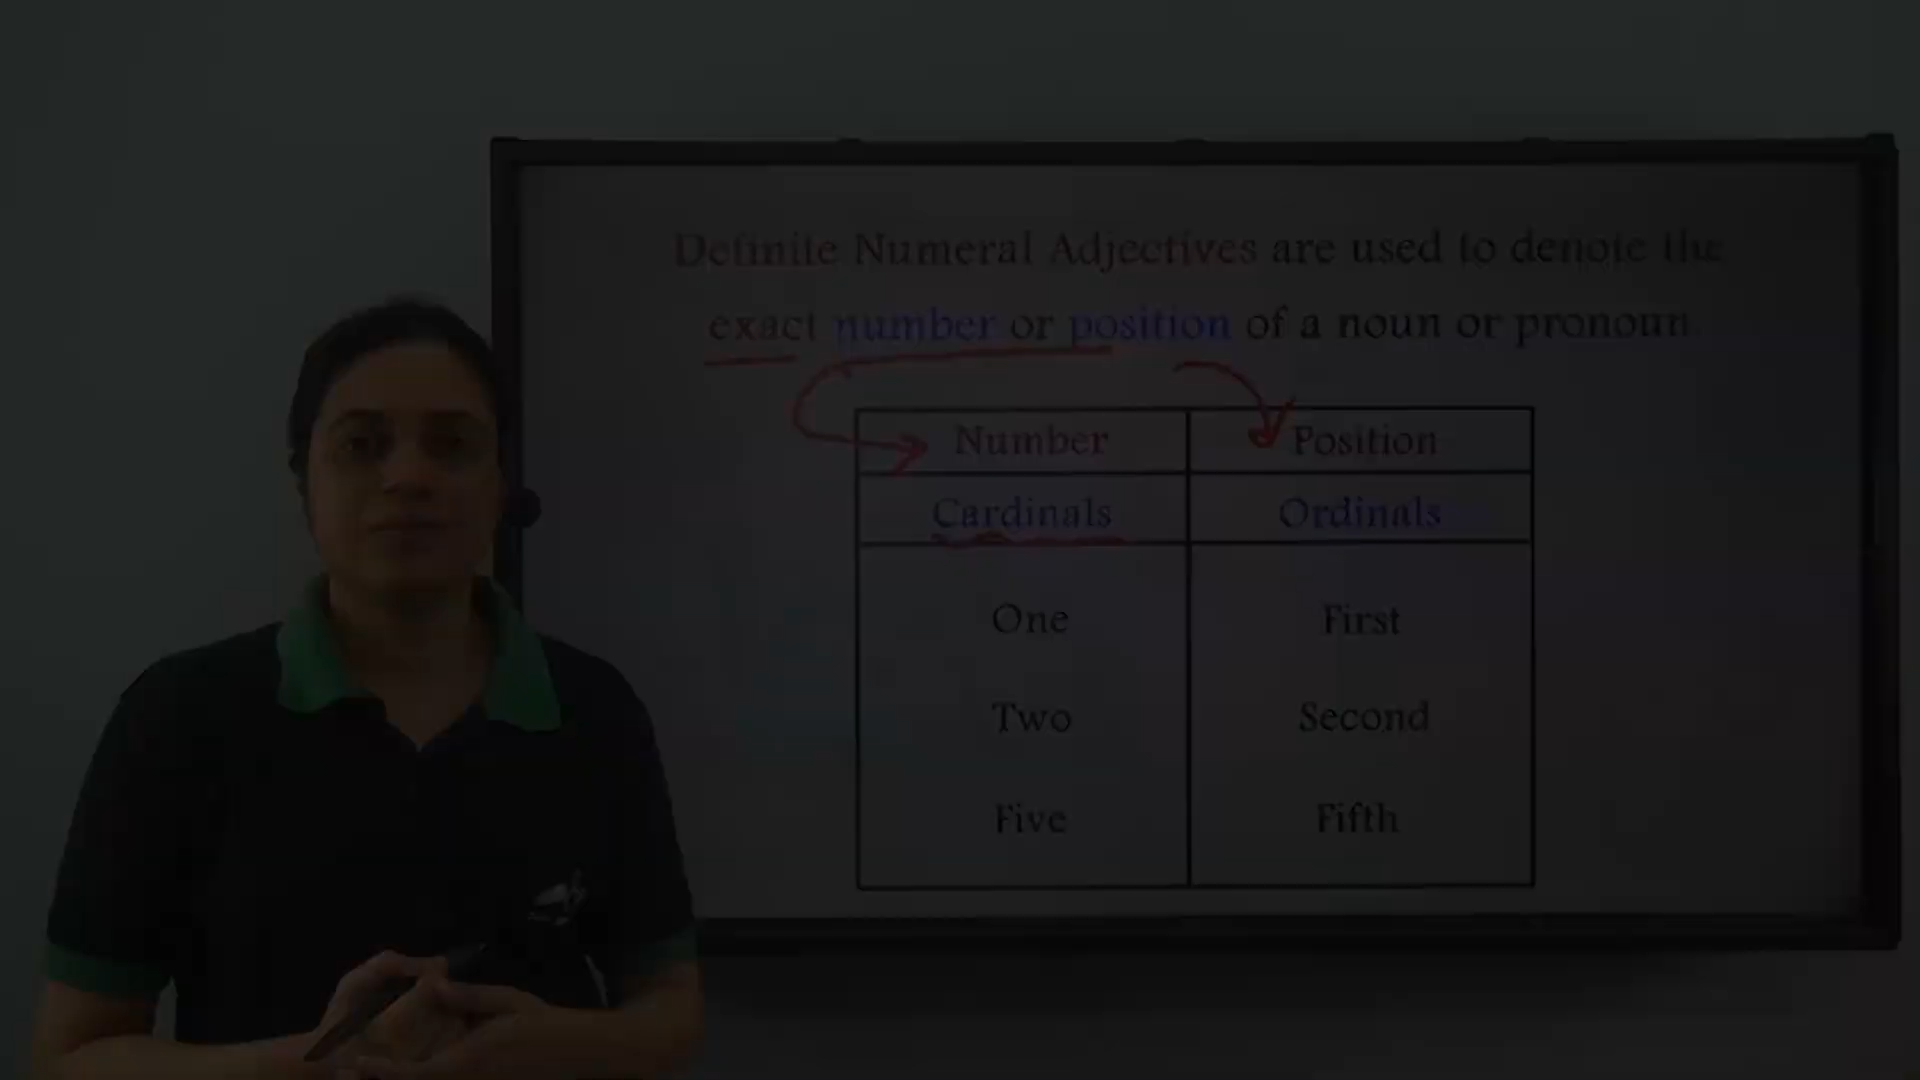 Definite Numeral Adjectives are used to denote the
exact number or position of a noun or pronoun
Number Position
Cardinals Ordinals
One First
Two Second
Five Fifth